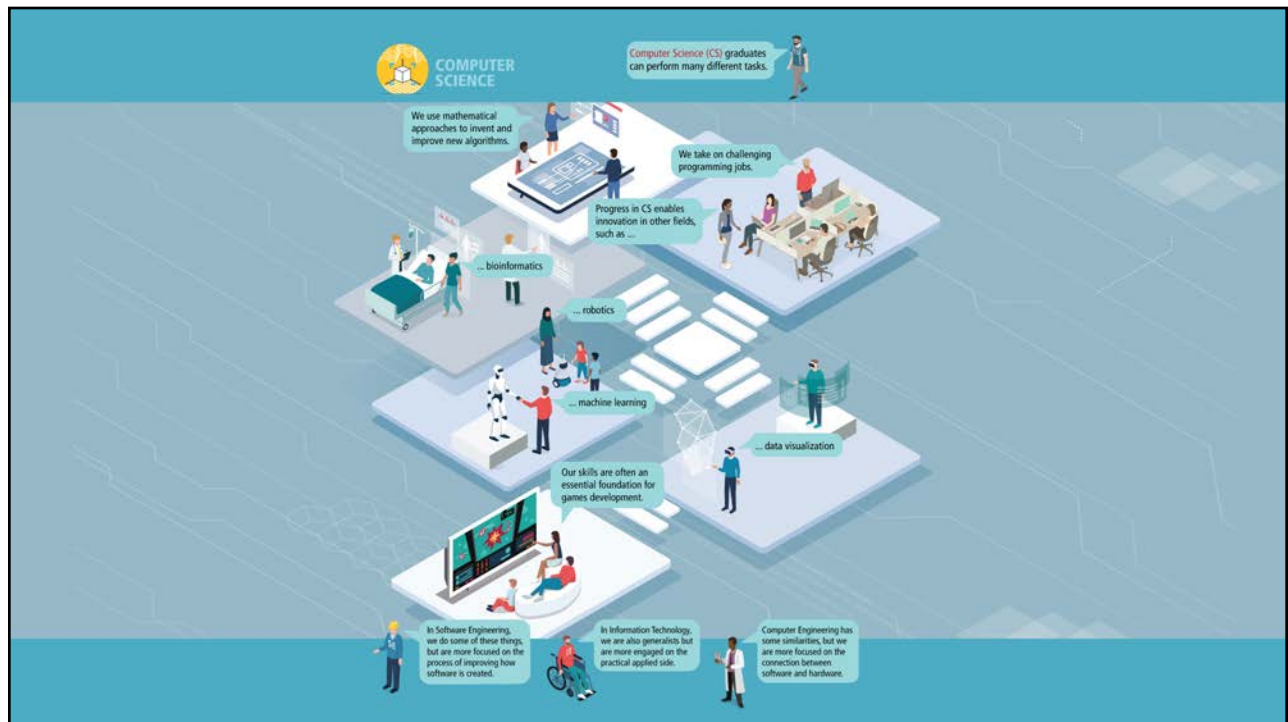 COMPUTER
SCIENCE
Computer Science (CS) graduates
can perform many different tasks.
We use mathematical
approaches to invent and
improve new algorithms.
We take on challenging
programming jobs.
Progress in CS enables
innovation in other fields,
such as ...
... bioinformatics
... robotics
... machine learning
... data visualization
Our skills are often an
essential foundation for
games development.
In Software Engineering,
we do some of these things,
but are more focused on the
process of improving how
software is created.
In Information Technology,
we are also generalists but
are more engaged on the
practical applied side.
Computer Engineering has
some similarities, but we
are more focused on the
connection between
software and hardware.